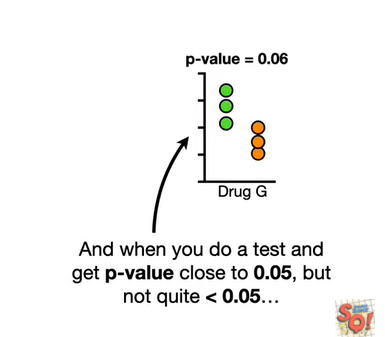 p-value = 0.06
Drug G
And when you do a test and
get p-value close to 0.05, but
not quite < 0.05…
SQ!